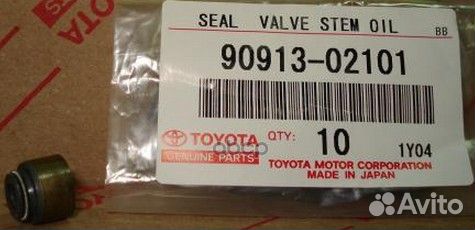 SEAL VALVE STEM OIL BB
90913-02101
TOYOTA
GENUINE PARTS
QTY: 10 1Y04
TOYOTA MOTOR CORPORATION
MADE IN JAPAN
Avito